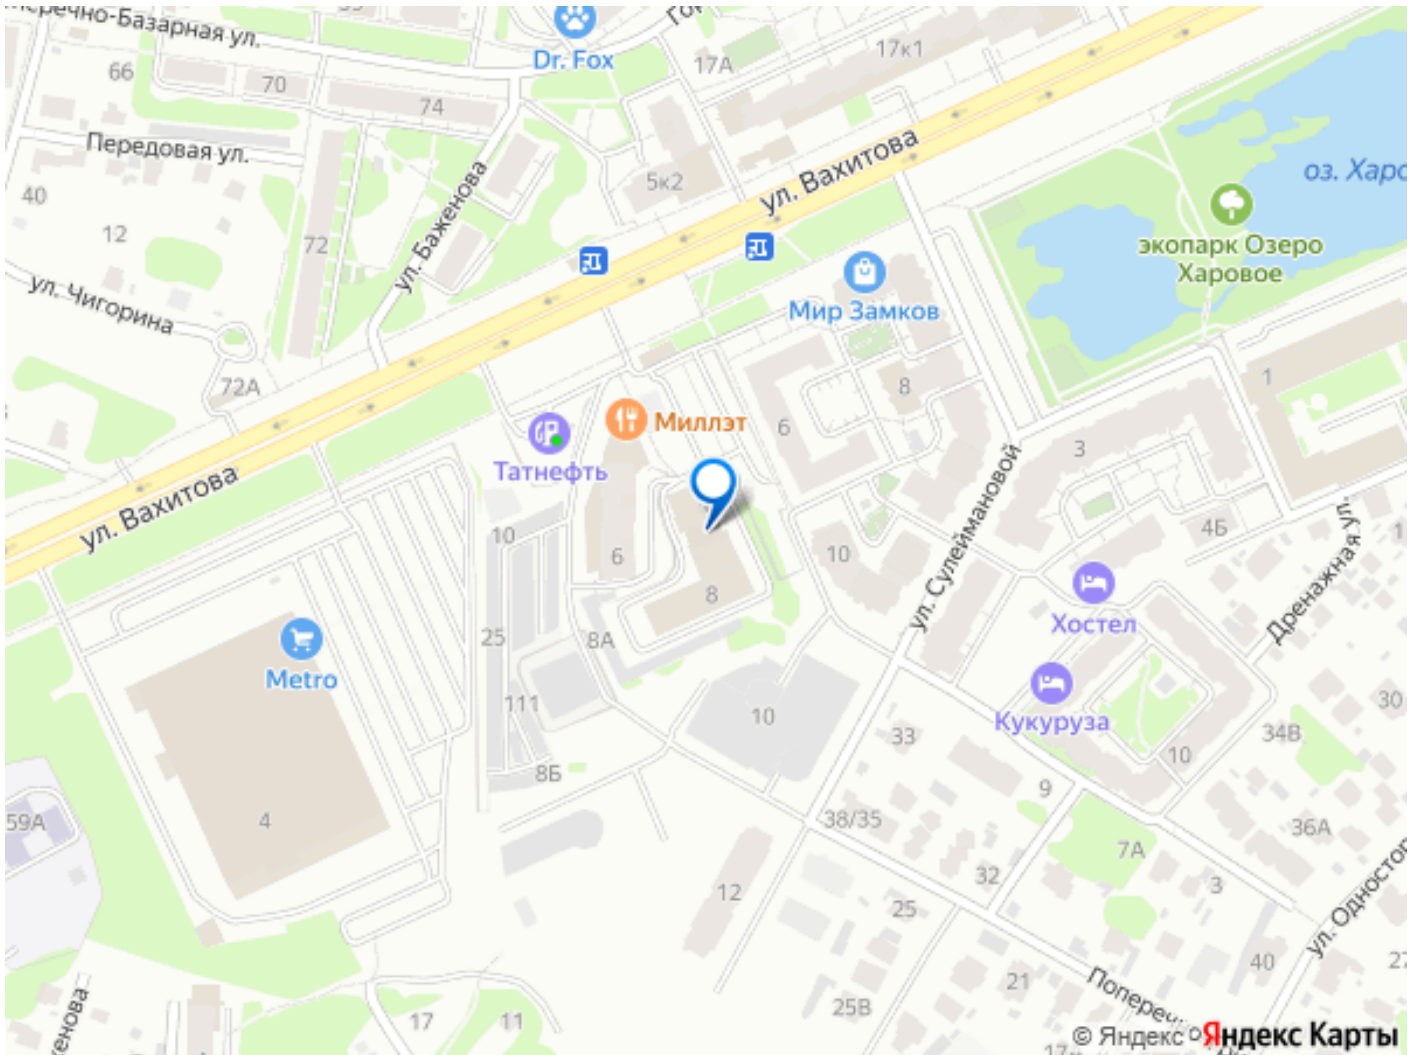 Dr. Fox
17А
17к1
66
70
74
Передовая ул.
40
12
72
5к2
ул. Баженова
ул. Вахитова
ул. Чигорина
72А
оз. Харо
экопарк Озеро
Харовое
Мир Замков
8
6
1
3
Миллэт
Татнефть
ул. Вахитова
10
6
8
10
4Б
ул. Сулеймановой
Дренажная ул.
Хостел
Кукуруза
Metro
25
8А
111
10
33
10
34В
30
8Б
4
59А
38/35
9
7А
36А
12
32
3
25
ул. Одностор
40
27
21
25В
17
11
Попереч
© Яндекс
Яндекс Карты